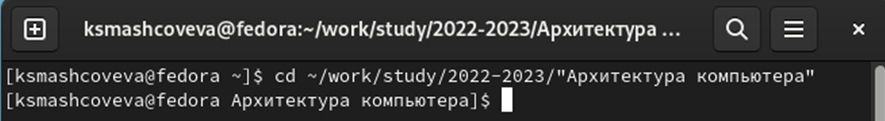 ksmashcoveva@fedora:~/work/study/2022-2023/Архитектура ...
[ksmashcoveva@fedora ~]$ cd ~/work/study/2022-2023/"Архитектура компьютера"
[ksmashcoveva@fedora Архитектура компьютера]$